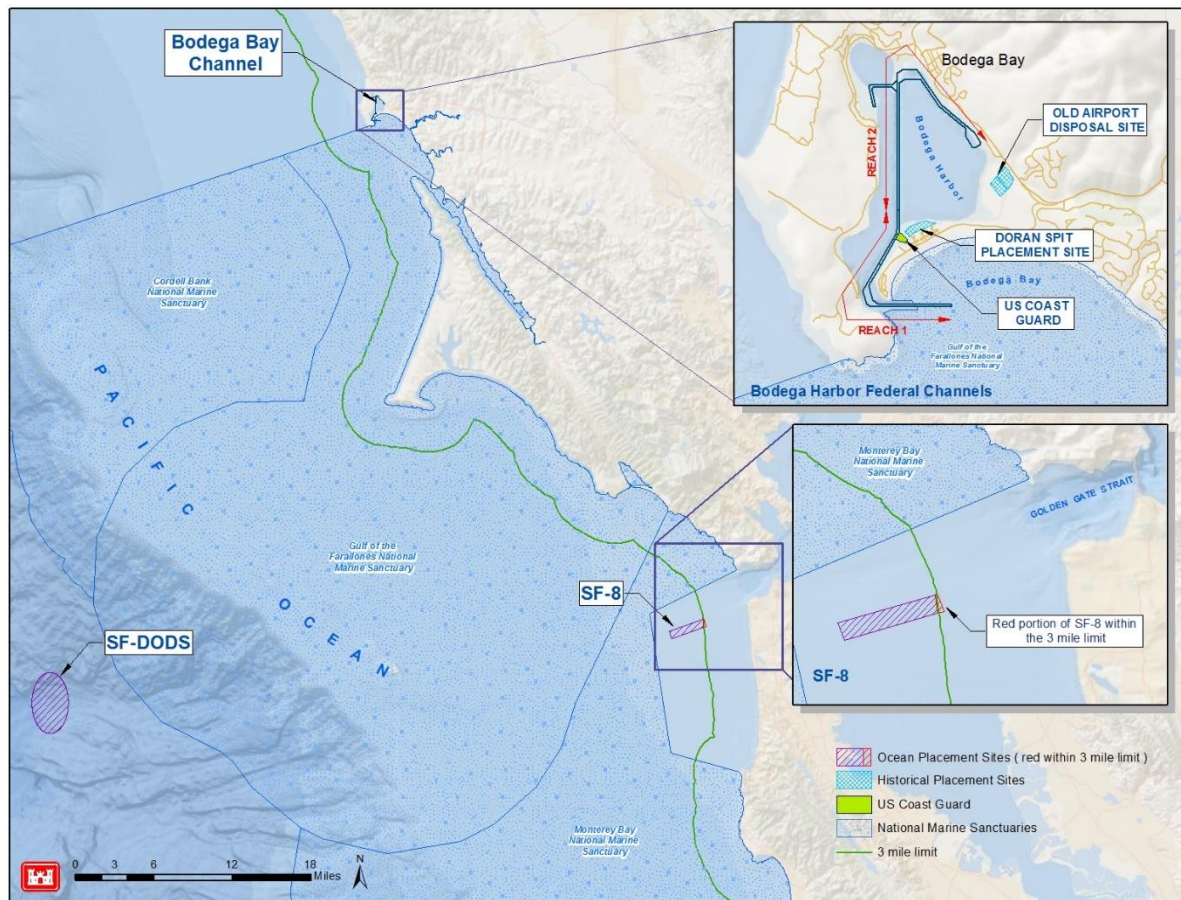 Bodega Bay
Channel
Cordell Bank
National Marine
Sanctuary
PACIFIC
OCEAN
Gulf of the
Farallones National
Marine Sanctuary
SF-DODS
SF-8
Monterey Bay
National Marine
Sanctuary
Bodega Bay
OLD AIRPORT
DISPOSAL SITE
REACH 2
Bodega Harbor
DORAN SPIT
PLACEMENT SITE
Bodega Bay
US COAST
GUARD
REACH 1
Gulf of the
Farallones National
Marine Sanctuary
Bodega Harbor Federal Channels
Monterey Bay
National Marine
Sanctuary
GOLDEN GATE STRAIT
Red portion of SF-8 within
the 3 mile limit
SF-8
Ocean Placement Sites ( red within 3 mile limit )
Historical Placement Sites
US Coast Guard
National Marine Sanctuaries
3 mile limit
0 3 6 12 18
Miles
N